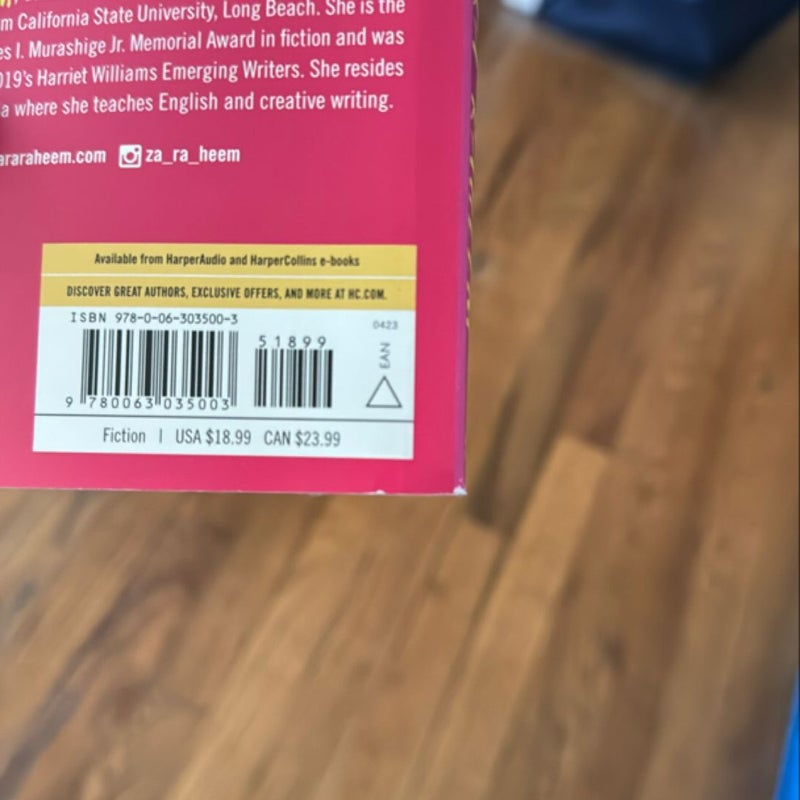 m California State University, Long Beach. She is the
es I. Murashige Jr. Memorial Award in fiction and was
019's Harriet Williams Emerging Writers. She resides
a where she teaches English and creative writing.
araraheem.com za_ra_heem
Available from HarperAudio and HarperCollins e-books
DISCOVER GREAT AUTHORS, EXCLUSIVE OFFERS, AND MORE AT HC.COM.
ISBN 978-0-06-303500-3
51899
0423
EAN
9 780063 035003
Fiction | USA $18.99 CAN $23.99